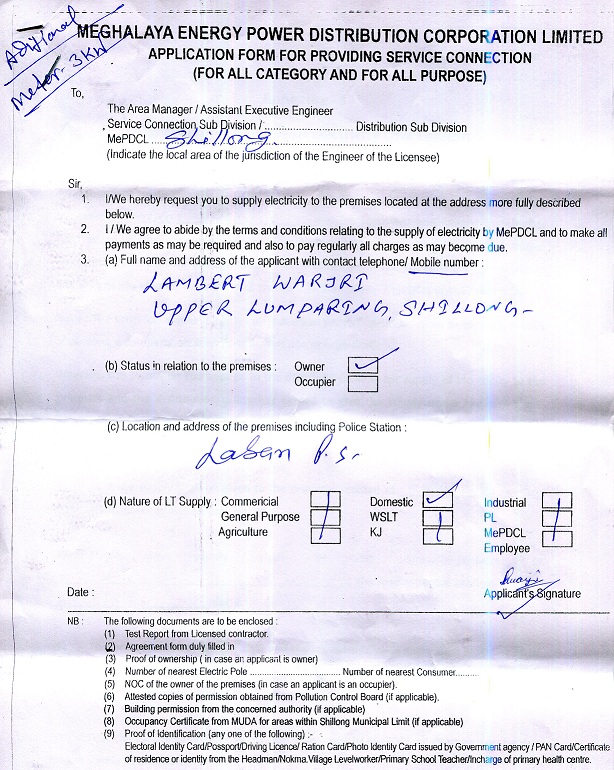 Aditional
Meter. 3KW
MEGHALAYA ENERGY POWER DISTRIBUTION CORPORATION LIMITED
APPLICATION FORM FOR PROVIDING SERVICE CONNECTION
(FOR ALL CATEGORY AND FOR ALL PURPOSE)
To,
The Area Manager / Assistant Executive Engineer
Service Connection Sub Division / .............................. Distribution Sub Division
MePDCL ... Shillong ..............................
(Indicate the local area of the jurisdiction of the Engineer of the Licensee)
Sir,
1. I/We hereby request you to supply electricity to the premises located at the address more fully described
below.
2. I / We agree to abide by the terms and conditions relating to the supply of electricity by MePDCL and to make all
payments as may be required and also to pay regularly all charges as may become due.
3. (a) Full name and address of the applicant with contact telephone/ Mobile number :
LAMBERT WARJRI
UPPER LUMPARING, SHILLONG -
(b) Status in relation to the premises : Owner
Occupier
(c) Location and address of the premises including Police Station :
Laban P.S.
(d) Nature of LT Supply : Commericial Domestic Industrial
General Purpose WSLT PL
Agriculture KJ MePDCL
Employee
Date :
Applicant's Signature
NB : The following documents are to be enclosed :
(1) Test Report from Licensed contractor.
(2) Agreement form duly filled in
(3) Proof of ownership ( in case an applicant is owner)
(4) Number of nearest Electric Pole .............................. Number of nearest Consumer.........
(5) NOC of the owner of the premises (in case an applicant is an occupier).
(6) Attested copies of permission obtained from Pollution Control Board (if applicable).
(7) Building permission from the concerned authority (if applicable)
(8) Occupancy Certificate from MUDA for areas within Shillong Municipal Limit (if applicable)
(9) Proof of Identification (any one of the following) :-
Electoral Identity Card/Possport/Driving Licence/ Ration Card/Photo Identity Card issued by Government agency / PAN Card/Certificate
of residence or identity from the Headman/Nokma.Village Levelworker/Primary School Teacher/Incharge of primary health centre.